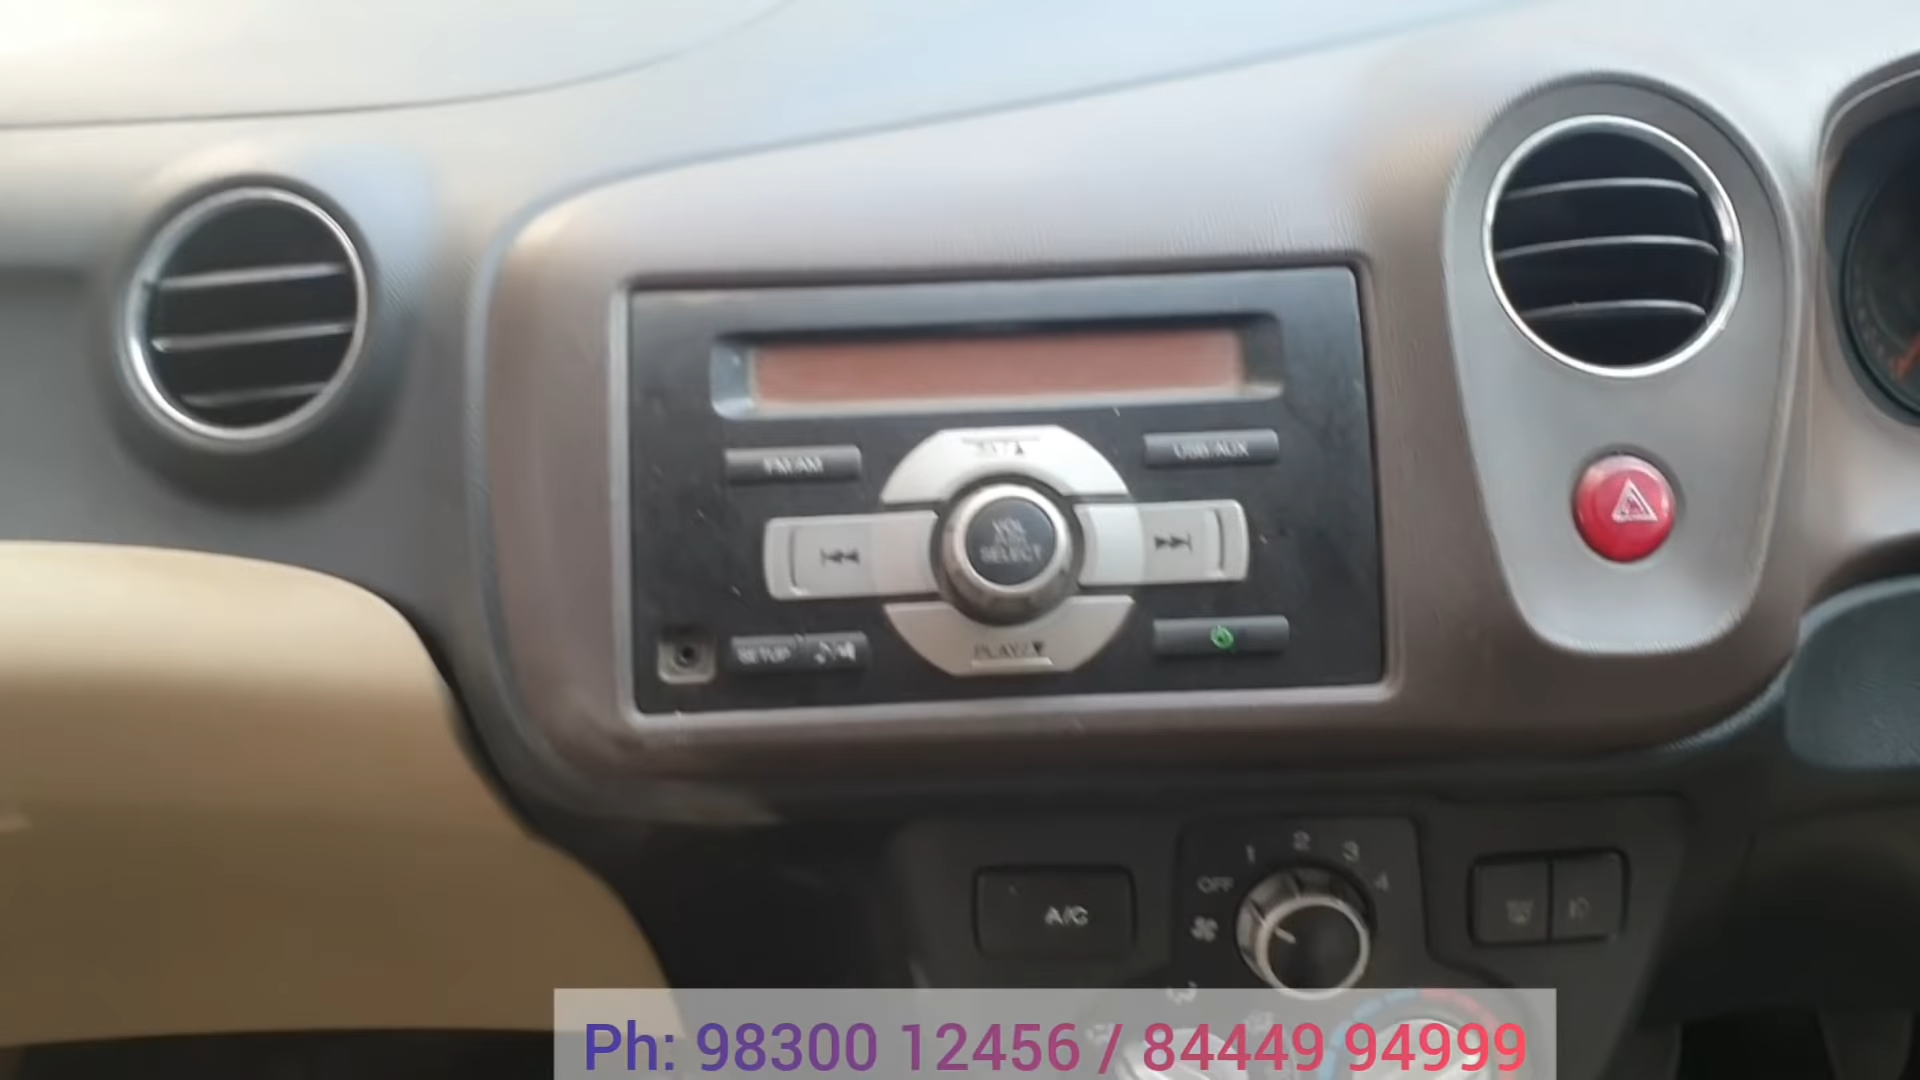 FM/AM
USB/AUX
VOL
SELECT
SETUP
PLAY/▼
1 2 3 4
OFF
A/C
Ph: 98300 12456 / 84449 94999